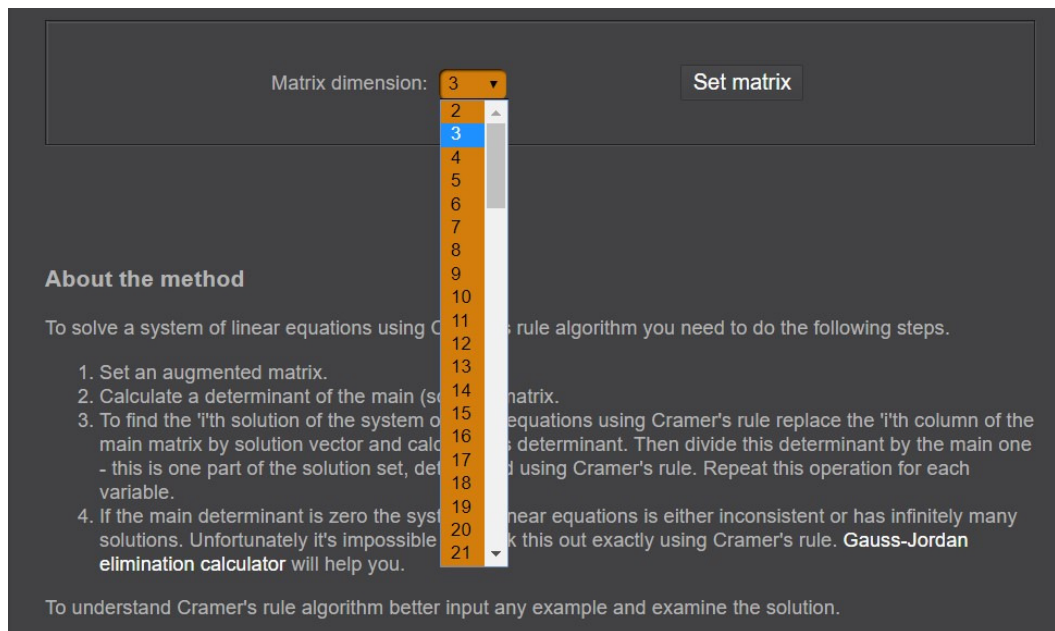 Matrix dimension: 3 Set matrix
2
3
4
5
6
7
8
9
10
11
12
13
14
15
16
17
18
19
20
21
About the method
To solve a system of linear equations using C s rule algorithm you need to do the following steps.
1. Set an augmented matrix.
2. Calculate a determinant of the main (s atrix.
3. To find the 'i'th solution of the system o equations using Cramer's rule replace the 'i'th column of the
main matrix by solution vector and calc s determinant. Then divide this determinant by the main one
- this is one part of the solution set, det d using Cramer's rule. Repeat this operation for each
variable.
4. If the main determinant is zero the syst near equations is either inconsistent or has infinitely many
solutions. Unfortunately it's impossible k this out exactly using Cramer's rule. Gauss-Jordan
elimination calculator will help you.
To understand Cramer's rule algorithm better input any example and examine the solution.